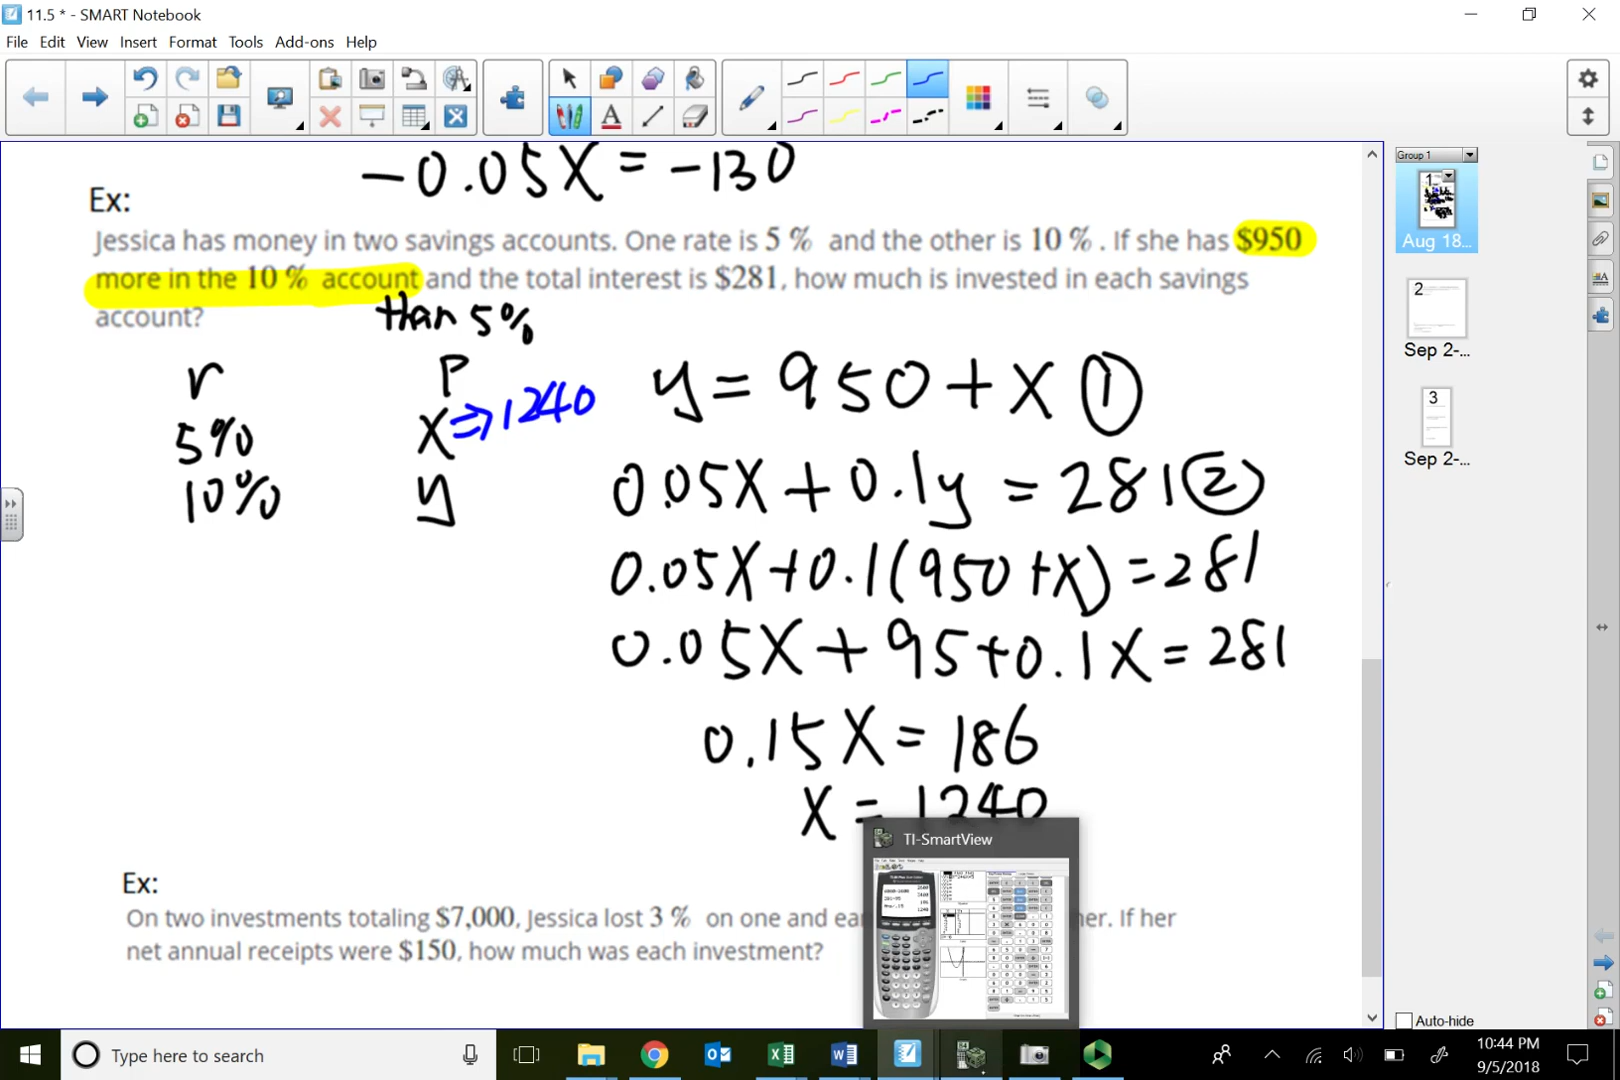 11.5 * - SMART Notebook
File Edit View Insert Format Tools Add-ons Help
-0.05x = -130
Ex:
Jessica has money in two savings accounts. One rate is 5 % and the other is 10 % . If she has $950
more in the 10 % account and the total interest is $281, how much is invested in each savings
account?
than 5%
r P
5% x ⇒ 1240
10% y
y = 950 + x ①
0.05x + 0.1y = 281 ②
0.05x + 0.1(950 + x) = 281
0.05x + 95 + 0.1x = 281
0.15x = 186
x = 1240
TI-SmartView
Ex:
On two investments totaling $7,000, Jessica lost 3 % on one and ea
her. If her
net annual receipts were $150, how much was each investment?
Group 1
1
Aug 18...
2
Sep 2-...
3
Sep 2-...
Auto-hide
Type here to search
10:44 PM
9/5/2018